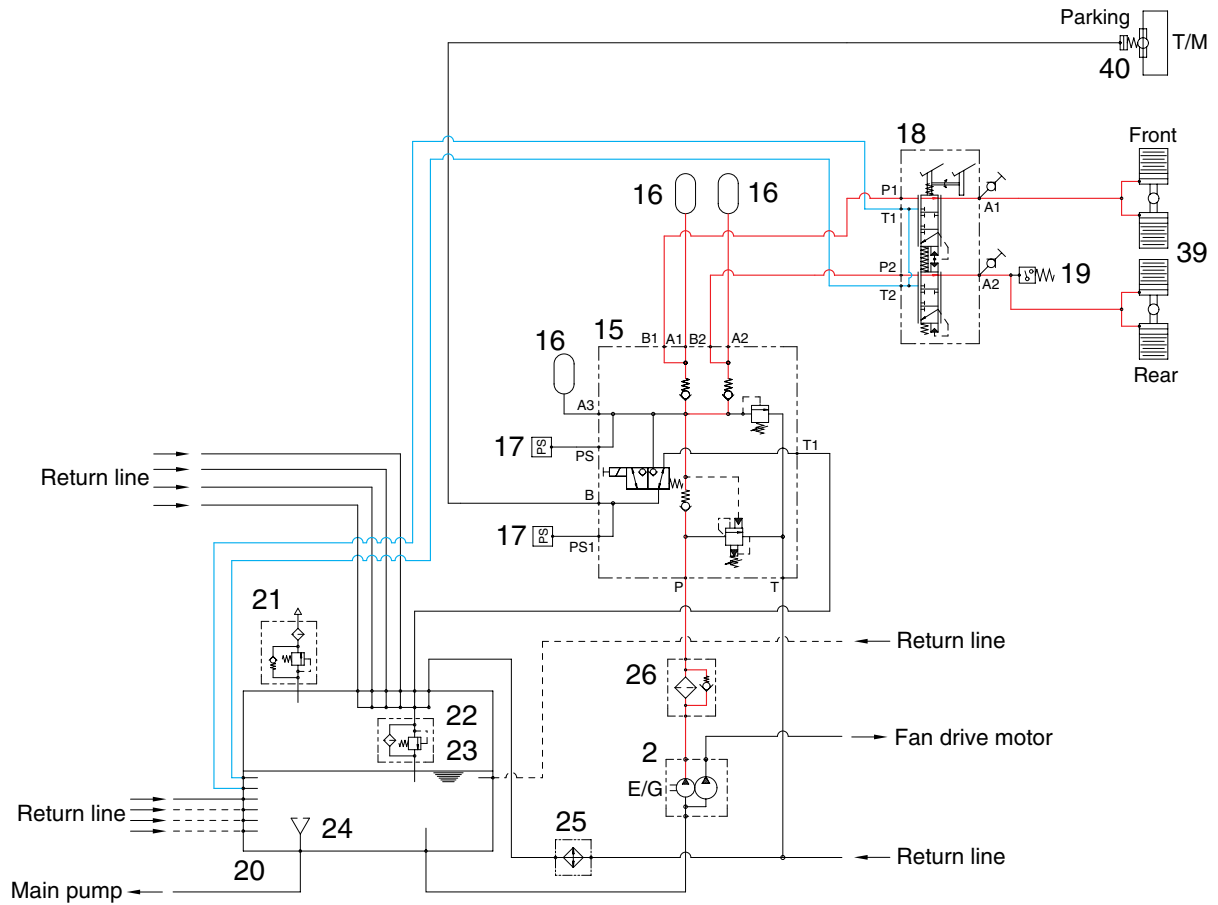 Parking
T/M
40
18
Front
16
16
P1
T1
A1
39
P2
19
A2
T2
15
B1
A1
B2
A2
16
Rear
A3
17
PS
PS
T1
Return line
B
17
PS
PS1
P
T
21
Return line
26
22
23
2
Fan drive motor
E/G
Return line
24
25
20
Return line
Main pump